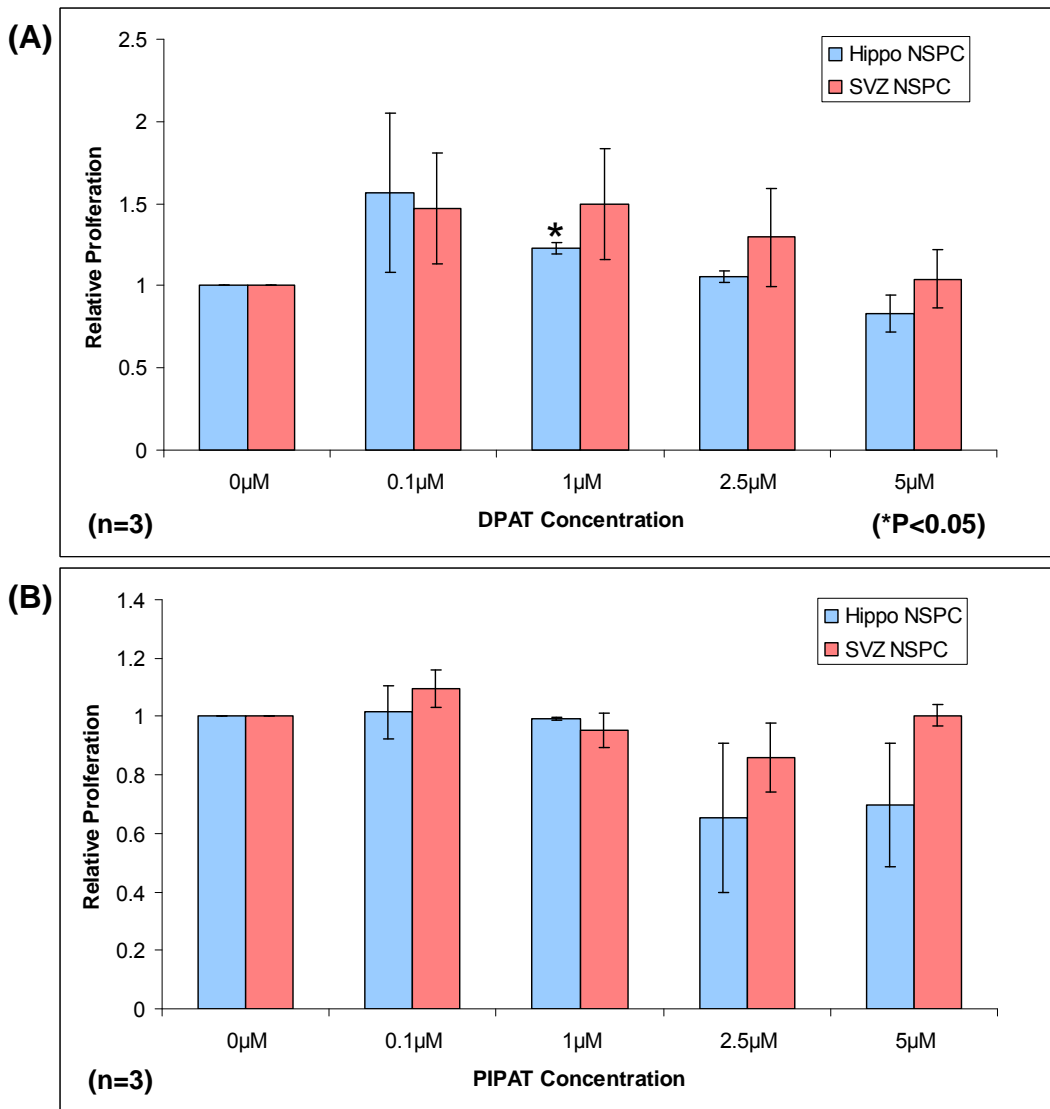 (A)
2.5
2
1.5
1
0.5
0
Relative Prolferation
Hippo NSPC
SVZ NSPC
*
0µM
0.1µM
1µM
2.5µM
5µM
(n=3)
DPAT Concentration
(*P<0.05)
(B)
1.4
1.2
1
0.8
0.6
0.4
0.2
0
Relative Prolferation
Hippo NSPC
SVZ NSPC
0µM
0.1µM
1µM
2.5µM
5µM
(n=3)
PIPAT Concentration